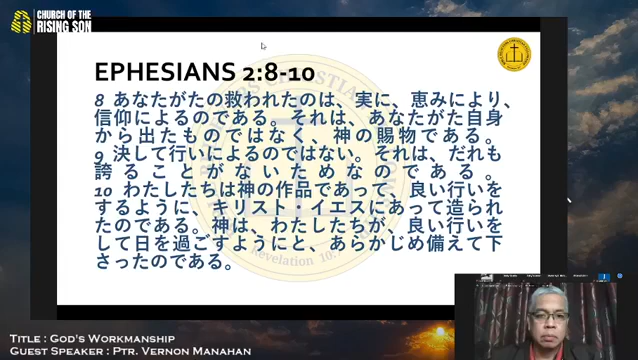 CHURCH OF THE
RISING SON
EPHESIANS 2:8-10
8 あなたがたの救われたのは、実に、恵みにより、
信仰によるのである。それは、あなたがた自身
から出たものではなく、神の賜物である。
9 決して行いによるのではない。それは、だれも
誇ることがないためなのである。
10 わたしたちは神の作品であって、良い行いを
するように、キリスト・イエスにあって造られ
たのである。神は、わたしたちが、良い行いを
して日を過ごすようにと、あらかじめ備えて下
さったのである。
Revelation 10:
Title : God's Workmanship
Guest Speaker : Ptr. Vernon Manahan